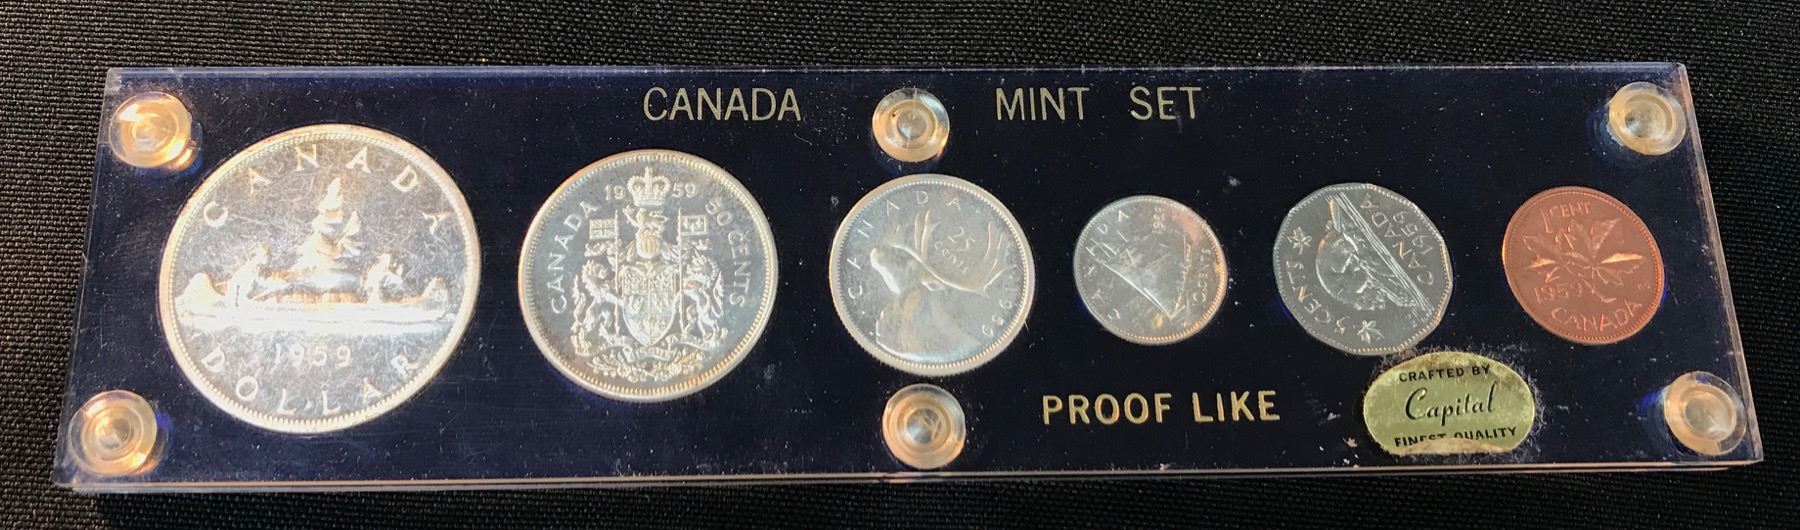 CANADA MINT SET
CANADA
1959
DOLLAR
1959
CANADA 50 CENTS
CANADA
25
CENTS
1959
CANADA
CENTS
5 CENTS
CANADA
1959
1 CENT
1959
CANADA
PROOF LIKE
CRAFTED BY
Capital
FINEST QUALITY